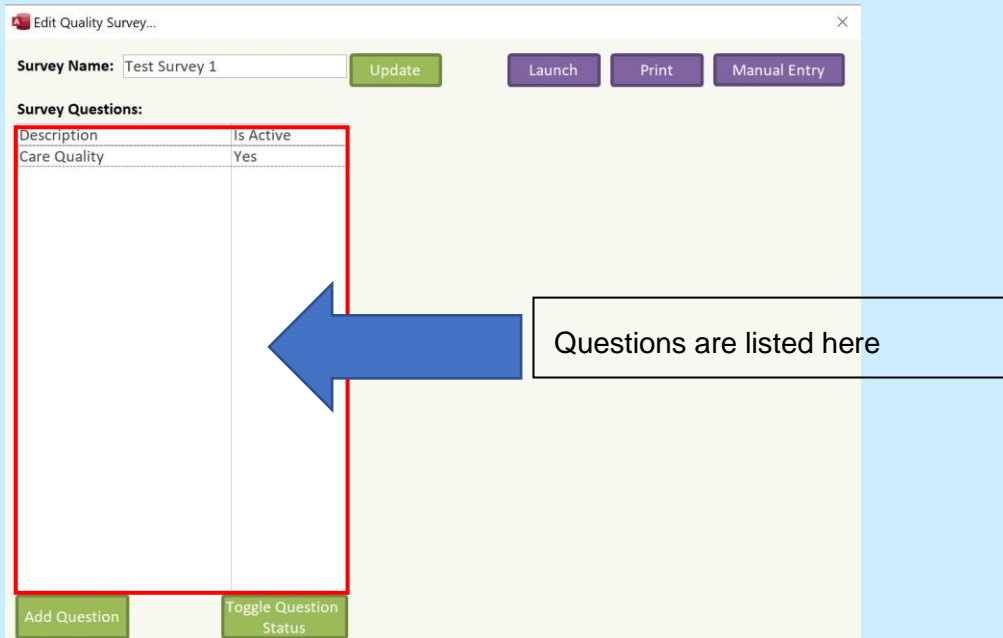 Edit Quality Survey...
Survey Name: Test Survey 1 Update Launch Print Manual Entry
Survey Questions:
Description Is Active
Care Quality Yes
Questions are listed here
Add Question Toggle Question
Status